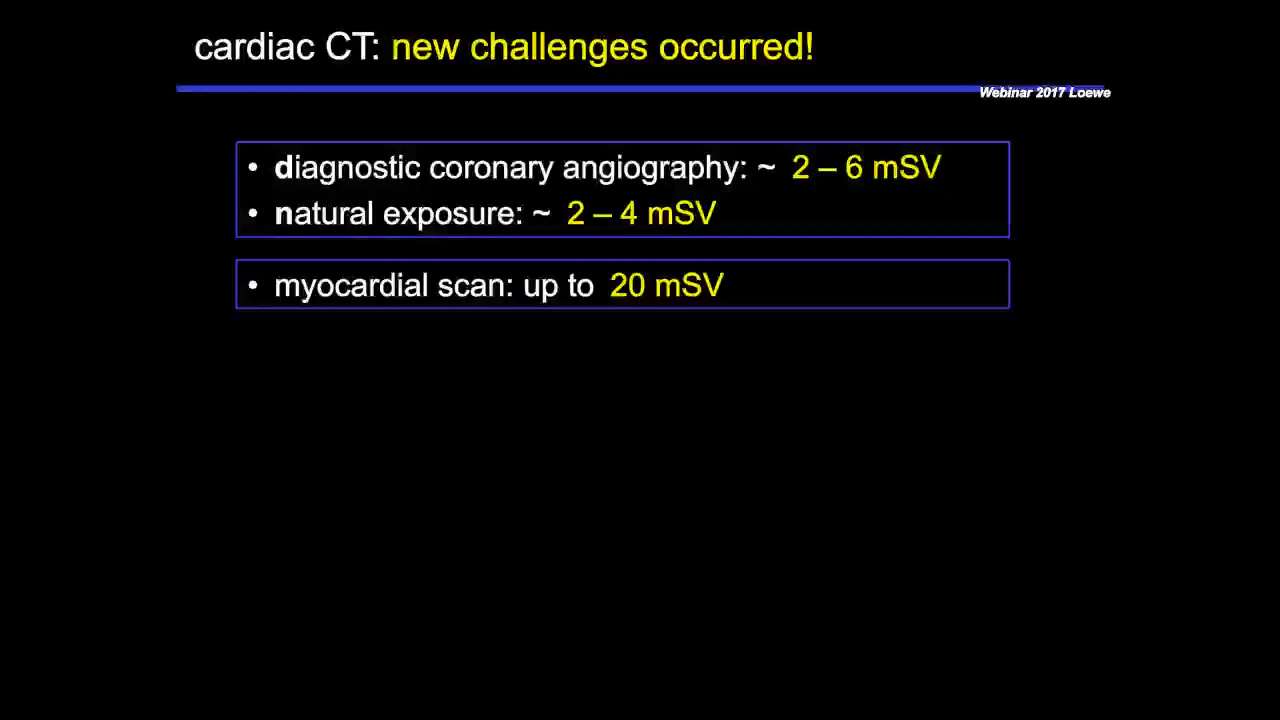 cardiac CT: new challenges occurred!
Webinar 2017 Loewe
• diagnostic coronary angiography: ~ 2 – 6 mSV
• natural exposure: ~ 2 – 4 mSV
• myocardial scan: up to 20 mSV